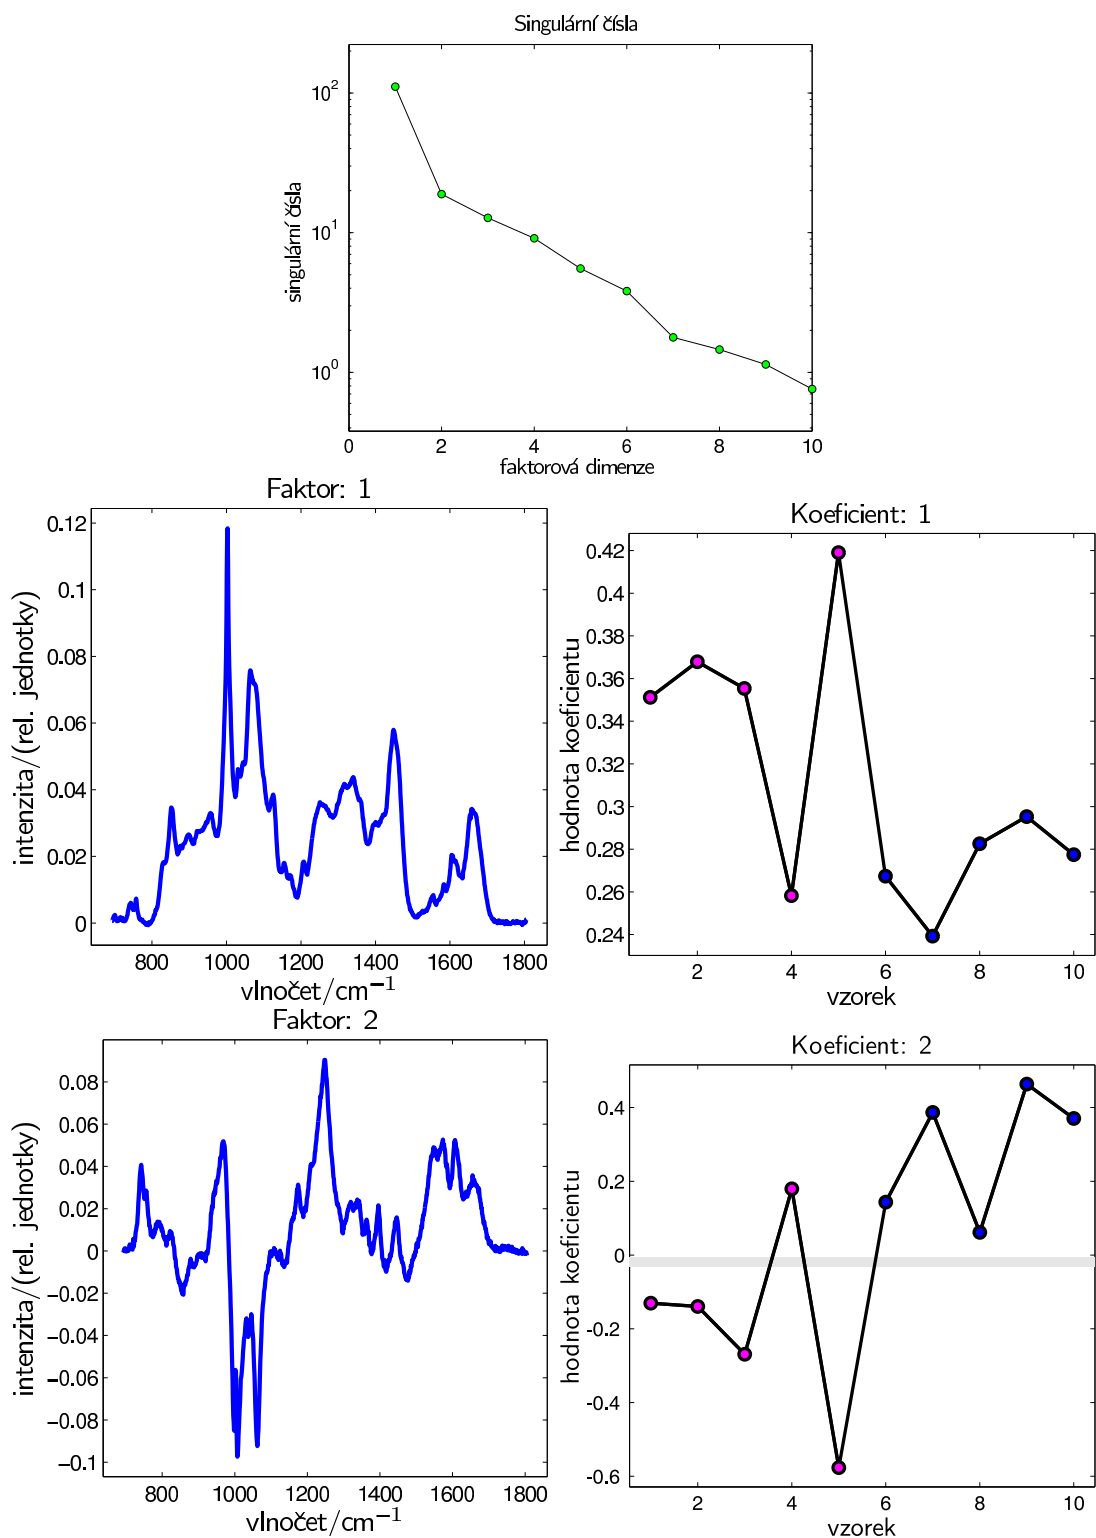 Singulární čísla
singulární čísla
10²
10¹
10⁰
0 2 4 6 8 10
faktorová dimenze
Faktor: 1
intenzita/(rel. jednotky)
0.12
0.1
0.08
0.06
0.04
0.02
0
800 1000 1200 1400 1600 1800
vlnočet/cm⁻¹
Koeficient: 1
hodnota koeficientu
0.42
0.4
0.38
0.36
0.34
0.32
0.3
0.28
0.26
0.24
2 4 6 8 10
vzorek
Faktor: 2
intenzita/(rel. jednotky)
0.08
0.06
0.04
0.02
0
−0.02
−0.04
−0.06
−0.08
−0.1
800 1000 1200 1400 1600 1800
vlnočet/cm⁻¹
Koeficient: 2
hodnota koeficientu
0.4
0.2
0
-0.2
-0.4
-0.6
2 4 6 8 10
vzorek